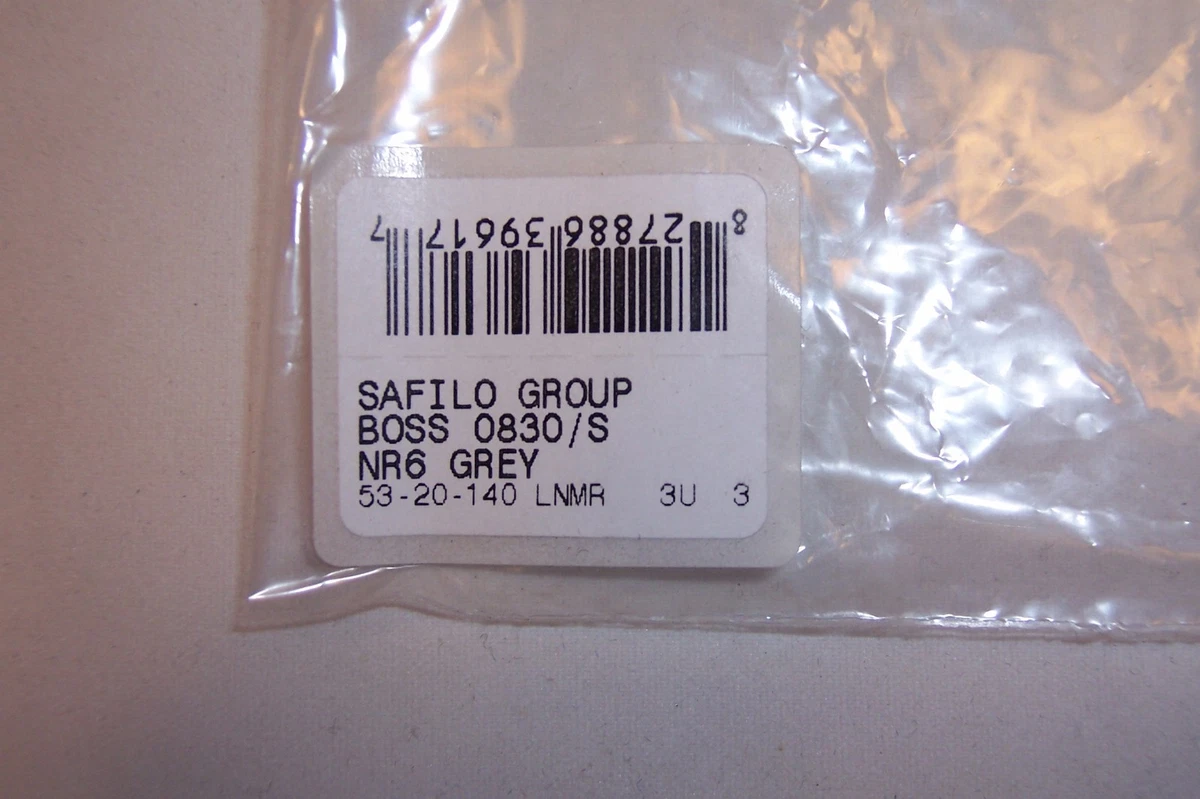 8 27886 39617 7
SAFILO GROUP
BOSS 0830/S
NR6 GREY
53-20-140 LNMR 3U 3